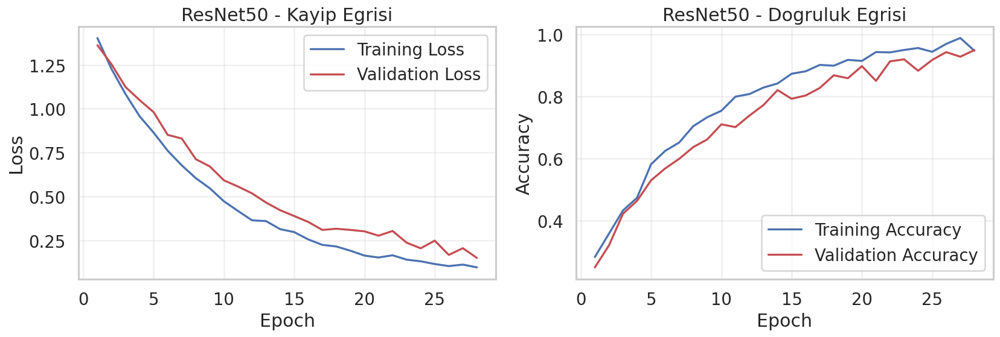 ResNet50 - Kayip Egrisi
Loss
1.25
1.00
0.75
0.50
0.25
Training Loss
Validation Loss
0 5 10 15 20 25
Epoch
ResNet50 - Dogruluk Egrisi
Accuracy
1.0
0.8
0.6
0.4
Training Accuracy
Validation Accuracy
0 5 10 15 20 25
Epoch